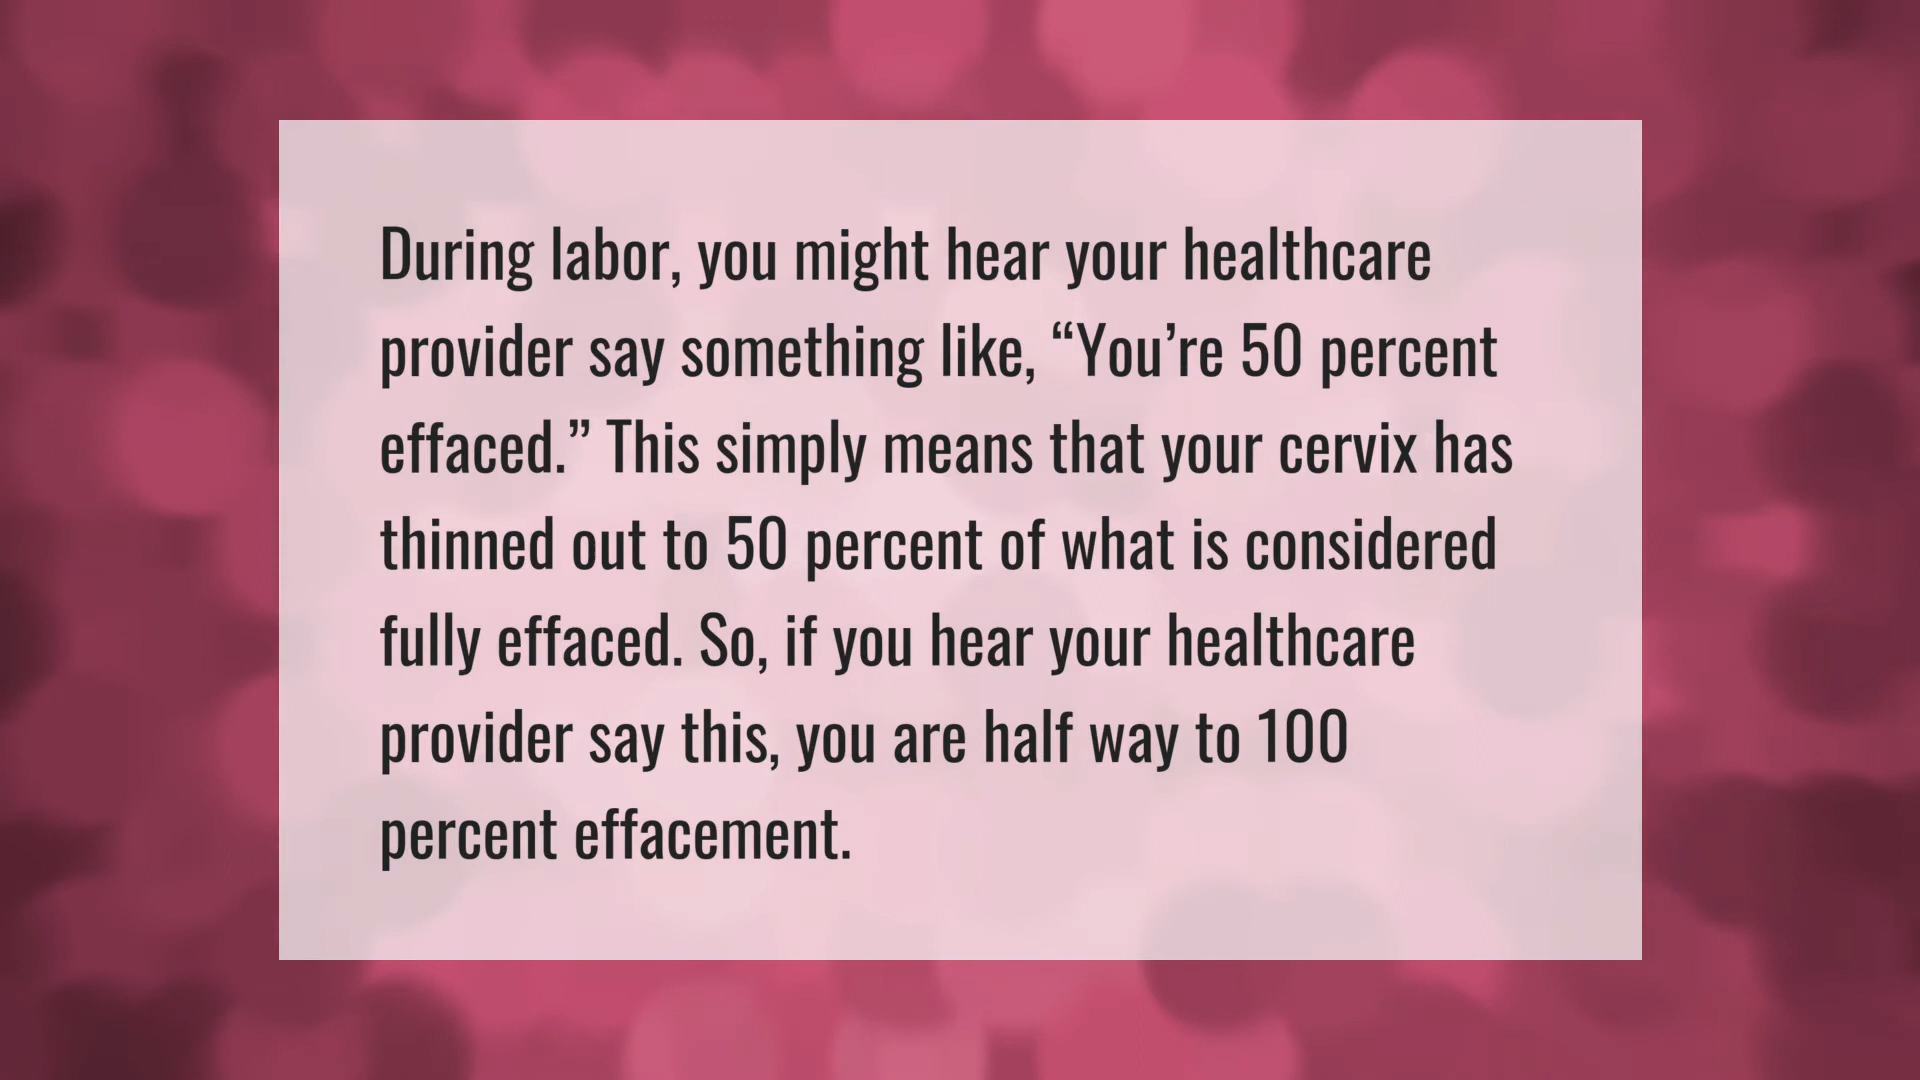 During labor, you might hear your healthcare
provider say something like, “You’re 50 percent
effaced.” This simply means that your cervix has
thinned out to 50 percent of what is considered
fully effaced. So, if you hear your healthcare
provider say this, you are half way to 100
percent effacement.